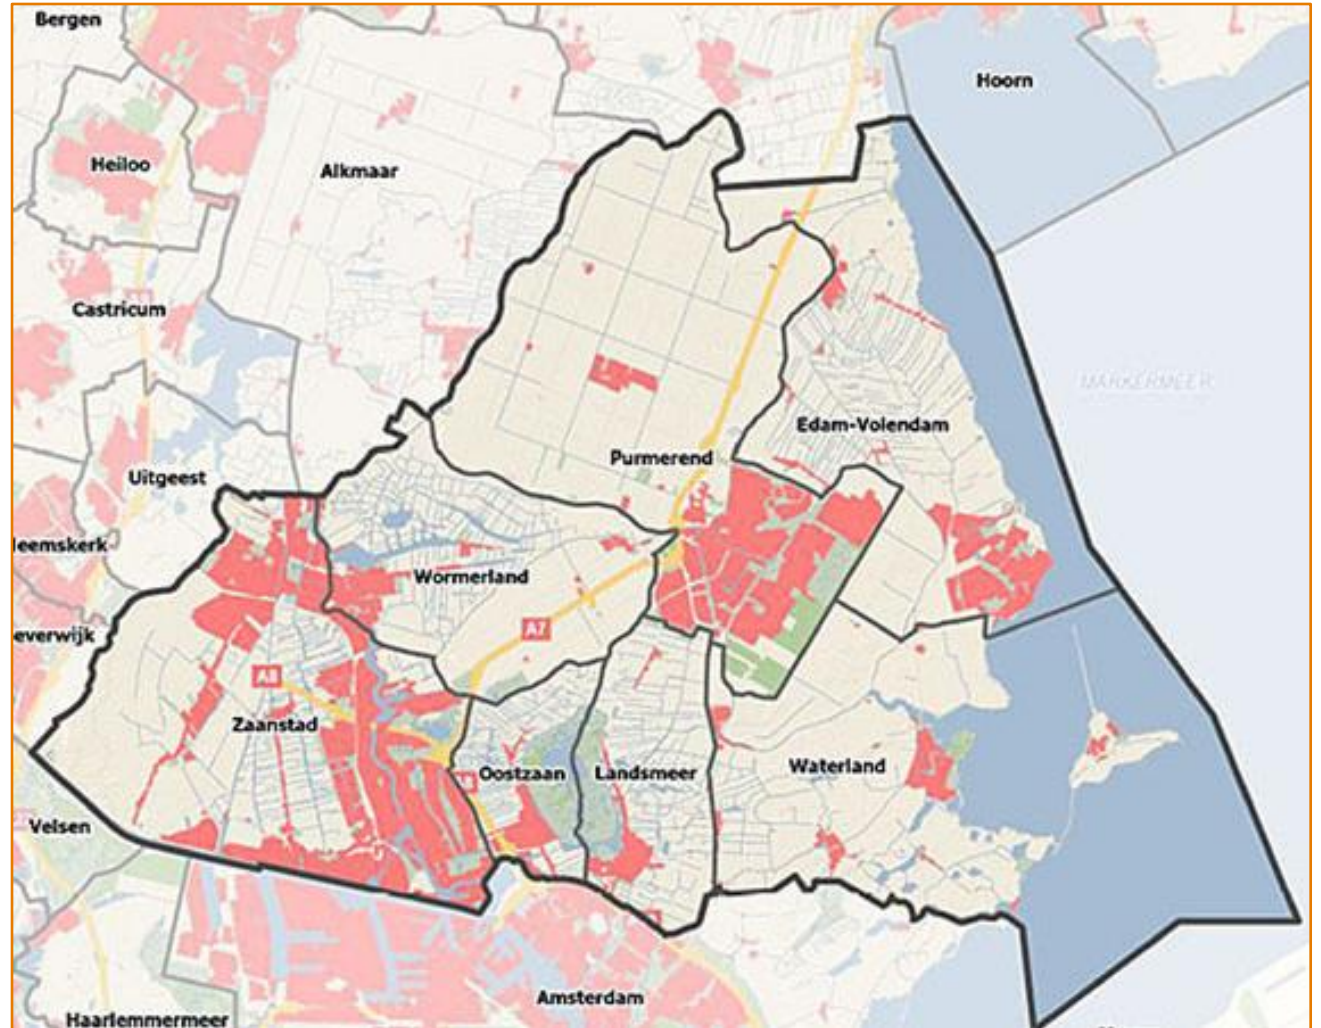 Bergen
Hoorn
Heiloo
Alkmaar
Castricum
MARKERMEER
Edam-Volendam
Purmerend
Uitgeest
eemskerk
Wormerland
everwijk
A7
A8
Zaanstad
Oostzaan
Landsmeer
Waterland
Velsen
Amsterdam
Haarlemmermeer